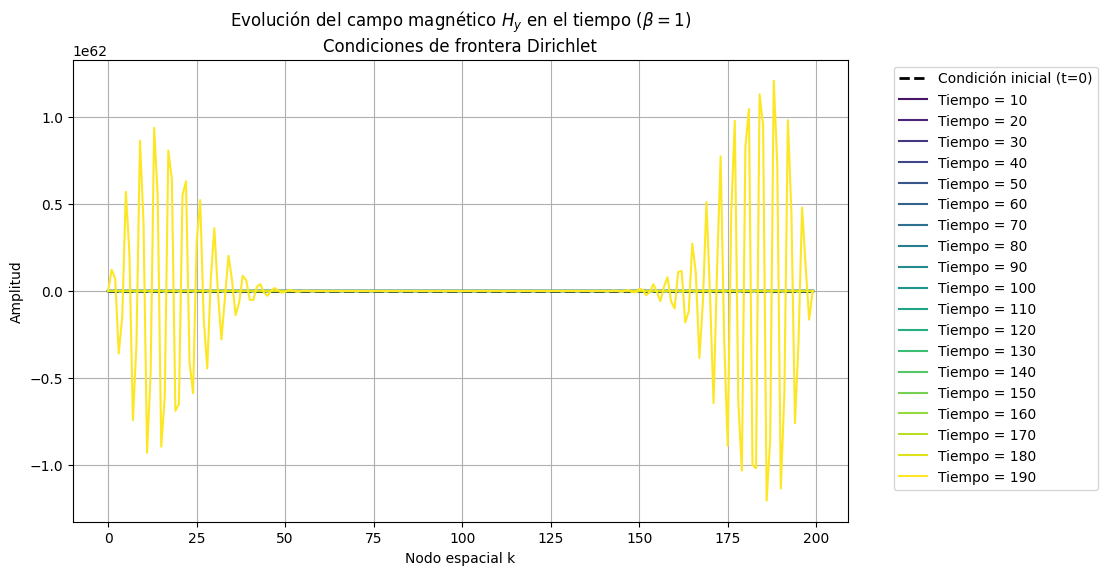 Evolución del campo magnético $H_y$ en el tiempo ($\beta = 1$)
Condiciones de frontera Dirichlet
1e62
1.0
0.5
0.0
−0.5
−1.0
Amplitud
0 25 50 75 100 125 150 175 200
Nodo espacial k
Condición inicial (t=0)
Tiempo = 10
Tiempo = 20
Tiempo = 30
Tiempo = 40
Tiempo = 50
Tiempo = 60
Tiempo = 70
Tiempo = 80
Tiempo = 90
Tiempo = 100
Tiempo = 110
Tiempo = 120
Tiempo = 130
Tiempo = 140
Tiempo = 150
Tiempo = 160
Tiempo = 170
Tiempo = 180
Tiempo = 190